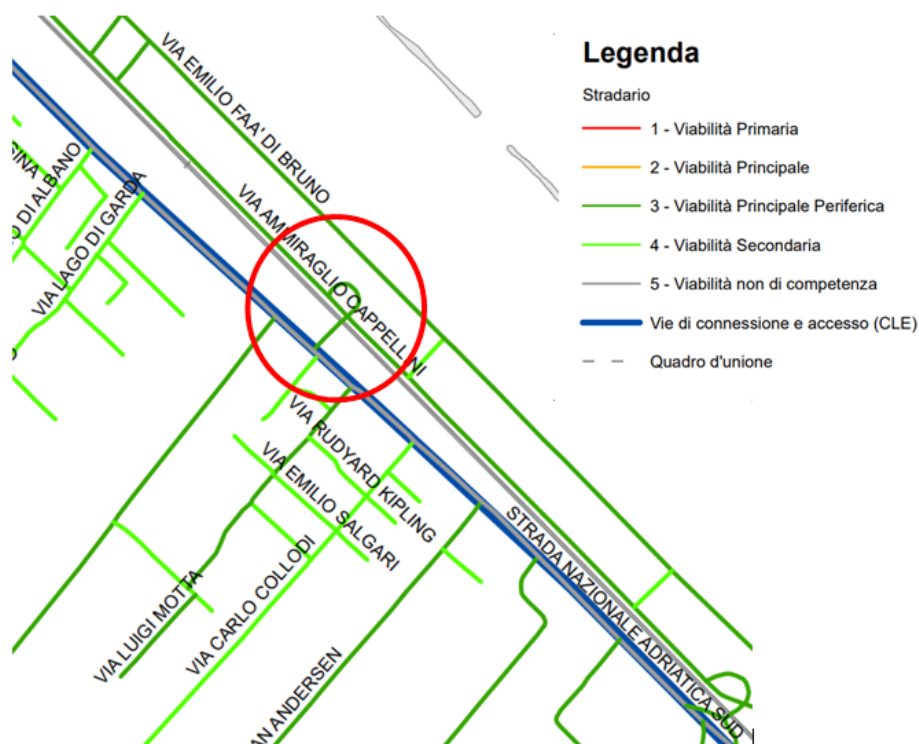 VIA EMILIO FAA' DI BRUNO
VIA AMMIRAGLIO CAPPELLINI
SINA
O DI ALBANO
VIA LAGO DI GARDA
O
VIA RUDYARD KIPLING
VIA EMILIO SALGARI
VIA CARLO COLLODI
VIA LUIGI MOTTA
AN ANDERSEN
STRADA NAZIONALE ADRIATICA SUD
Legenda
Stradario
1 - Viabilità Primaria
2 - Viabilità Principale
3 - Viabilità Principale Periferica
4 - Viabilità Secondaria
5 - Viabilità non di competenza
Vie di connessione e accesso (CLE)
Quadro d'unione